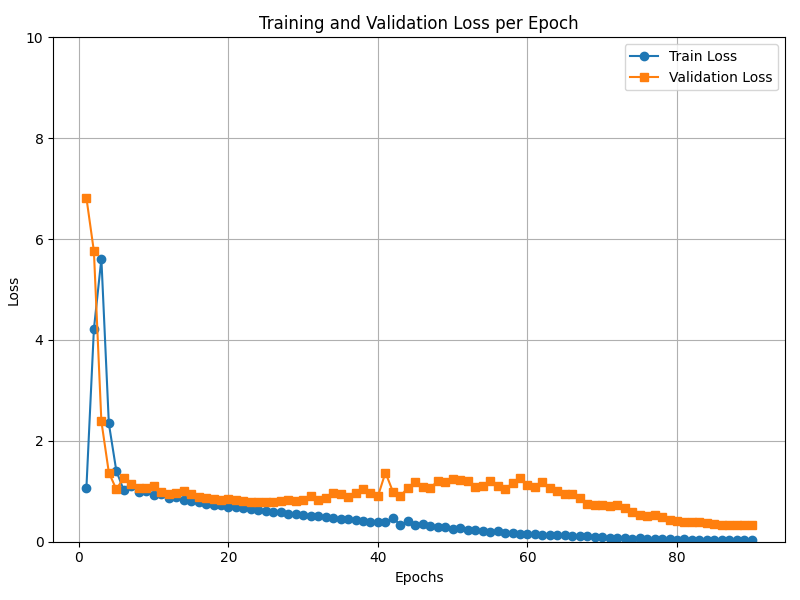 Training and Validation Loss per Epoch
Train Loss
Validation Loss
10
8
6
4
2
0
Loss
0 20 40 60 80
Epochs